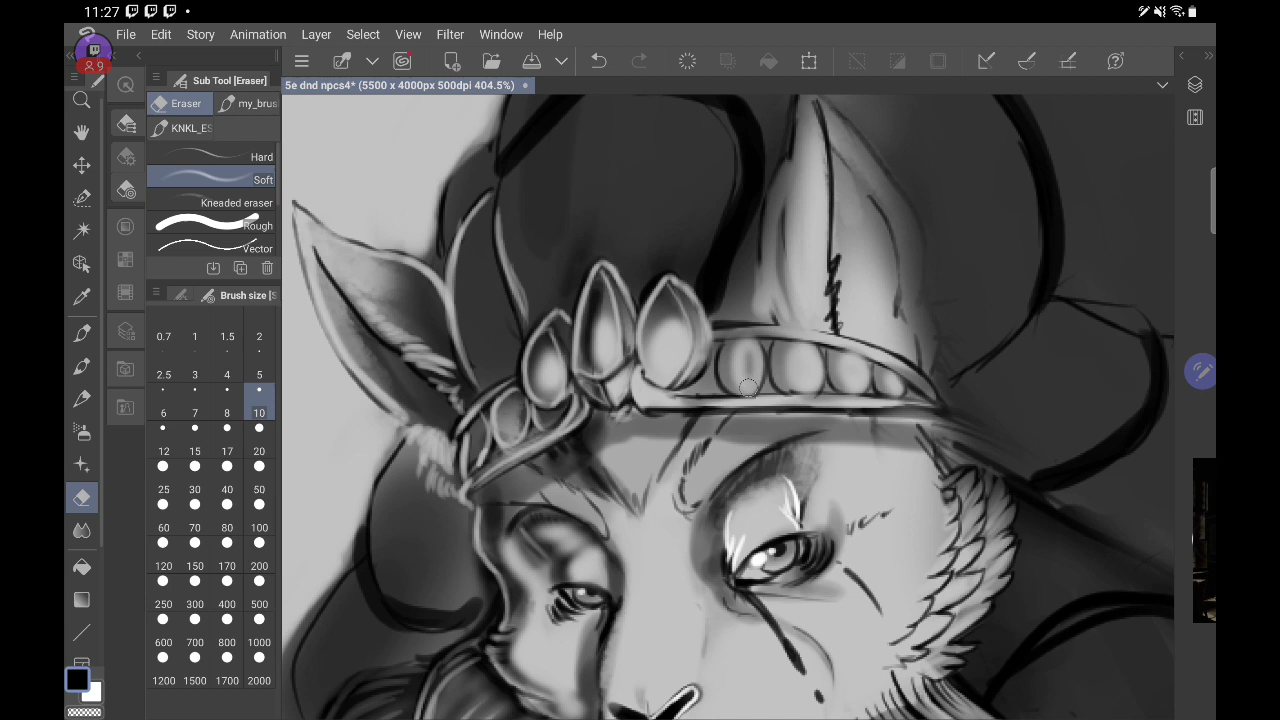 11:27
9
File Edit Story Animation Layer Select View Filter Window Help
Sub Tool [Eraser]
5e dnd npcs4* (5500 x 4000px 500dpi 404.5%)
Eraser my_brus
KNKL_ES
Hard
Soft
Kneaded eraser
Rough
Vector
Brush size [S
0.7 1 1.5 2
2.5 3 4 5
6 7 8 10
12 15 17 20
25 30 40 50
60 70 80 100
120 150 170 200
250 300 400 500
600 700 800 1000
1200 1500 1700 2000